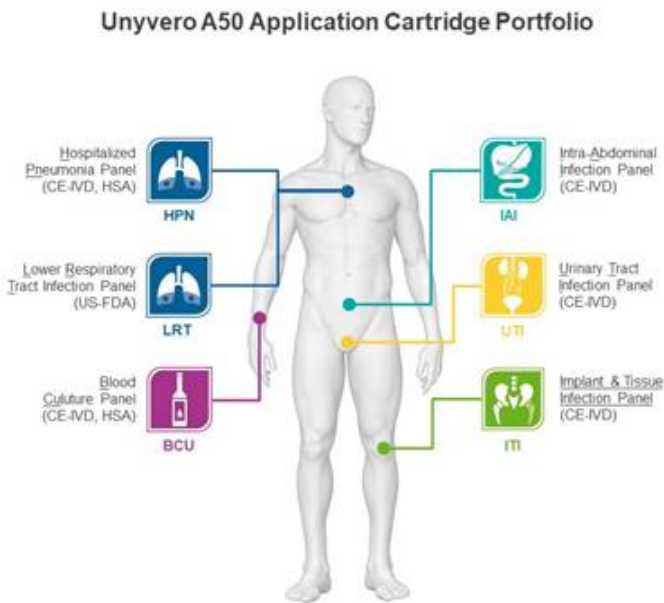 Unyvero A50 Application Cartridge Portfolio
Hospitalized
Pneumonia Panel
(CE-IVD, HSA)
HPN
Lower Respiratory
Tract Infection Panel
(US-FDA)
LRT
Blood
Culuture Panel
(CE-IVD, HSA)
BCU
Intra-Abdominal
Infection Panel
(CE-IVD)
IAI
Urinary Tract
Infection Panel
(CE-IVD)
UTI
Implant & Tissue
Infection Panel
(CE-IVD)
ITI